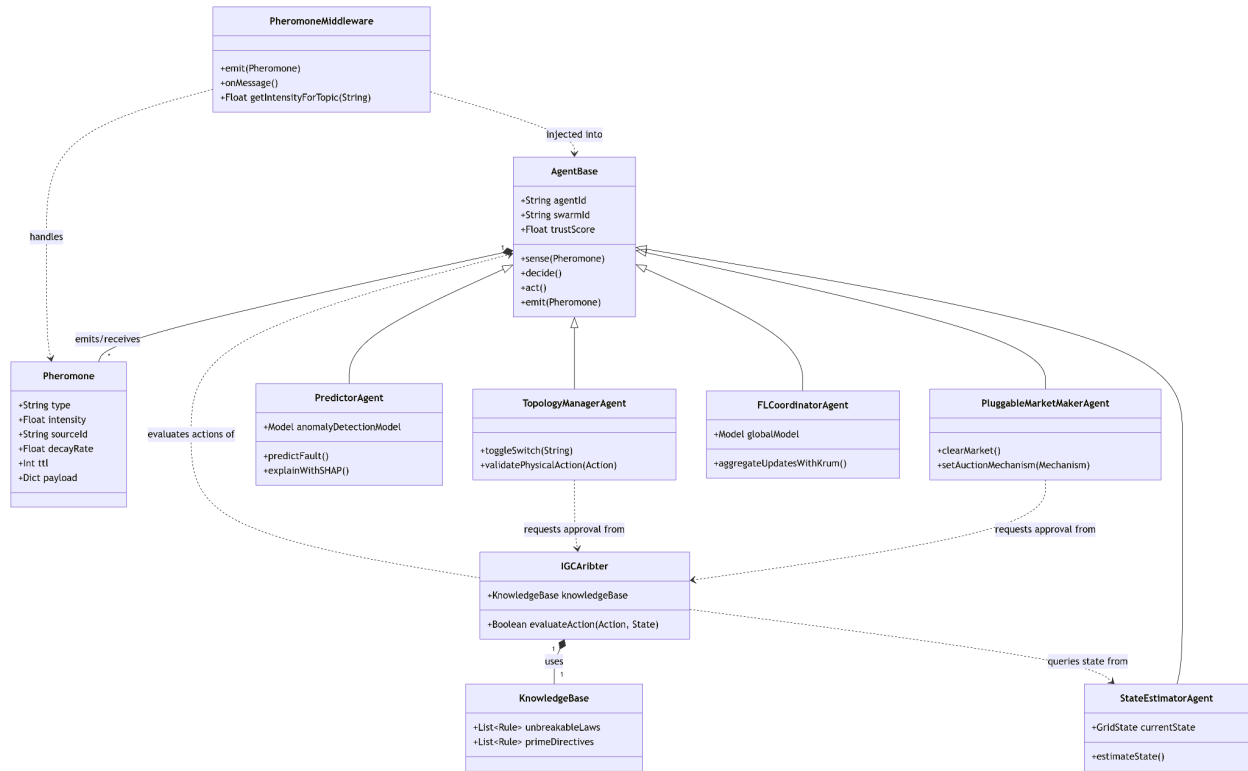 PheromoneMiddleware
+emit(Pheromone)
+onMessage()
+Float getIntensityForTopic(String)
injected into
AgentBase
+String agentId
+String swarmId
+Float trustScore
+sense(Pheromone)
+decide()
+act()
+emit(Pheromone)
handles
1
emits/receives
*
Pheromone
+String type
+Float intensity
+String sourceId
+Float decayRate
+Int ttl
+Dict payload
evaluates actions of
PredictorAgent
+Model anomalyDetectionModel
+predictFault()
+explainWithSHAP()
TopologyManagerAgent
+toggleSwitch(String)
+validatePhysicalAction(Action)
FLCoordinatorAgent
+Model globalModel
+aggregateUpdatesWithKrum()
PluggableMarketMakerAgent
+clearMarket()
+setAuctionMechanism(Mechanism)
requests approval from
requests approval from
IGCAribter
+KnowledgeBase knowledgeBase
+Boolean evaluateAction(Action, State)
1
uses
1
queries state from
KnowledgeBase
+List<Rule> unbreakableLaws
+List<Rule> primeDirectives
StateEstimatorAgent
+GridState currentState
+estimateState()